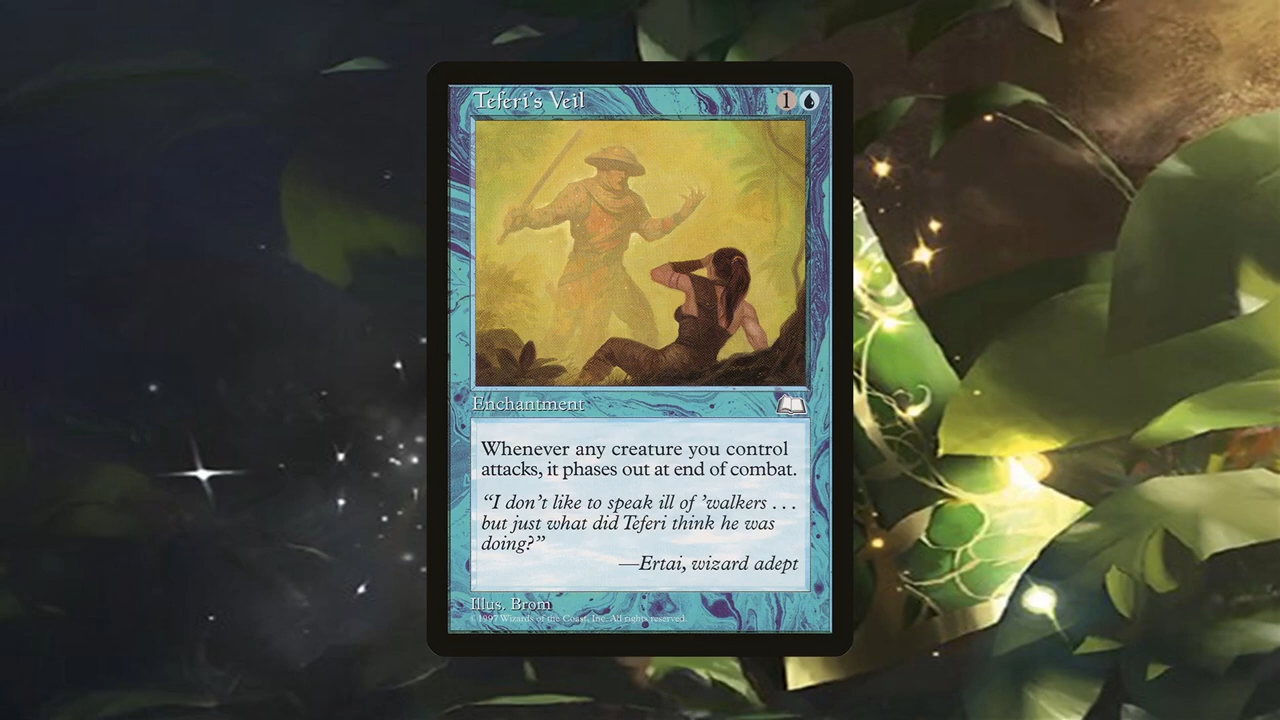 Teferi's Veil 1
Enchantment
Whenever any creature you control
attacks, it phases out at end of combat.
“I don't like to speak ill of 'walkers . . .
but just what did Teferi think he was
doing?”
—Ertai, wizard adept
Illus. Brom
© 1997 Wizards of the Coast, Inc. All rights reserved.